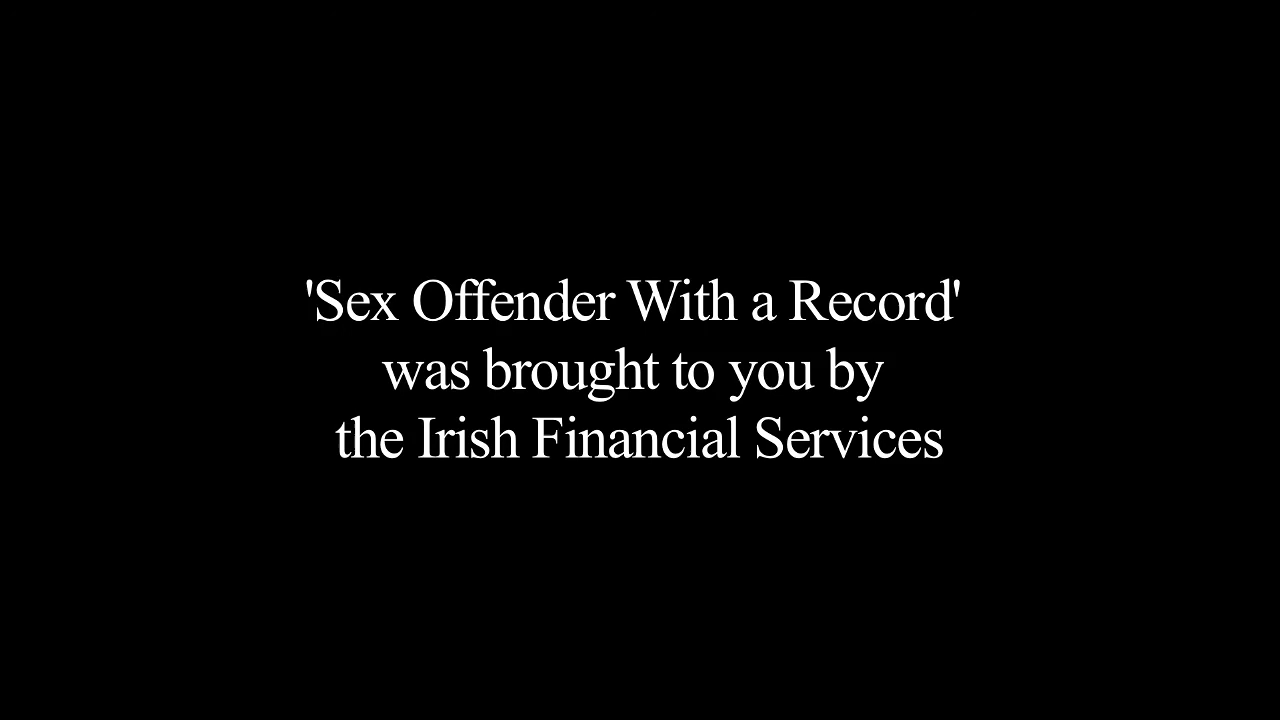 'Sex Offender With a Record'
was brought to you by
the Irish Financial Services